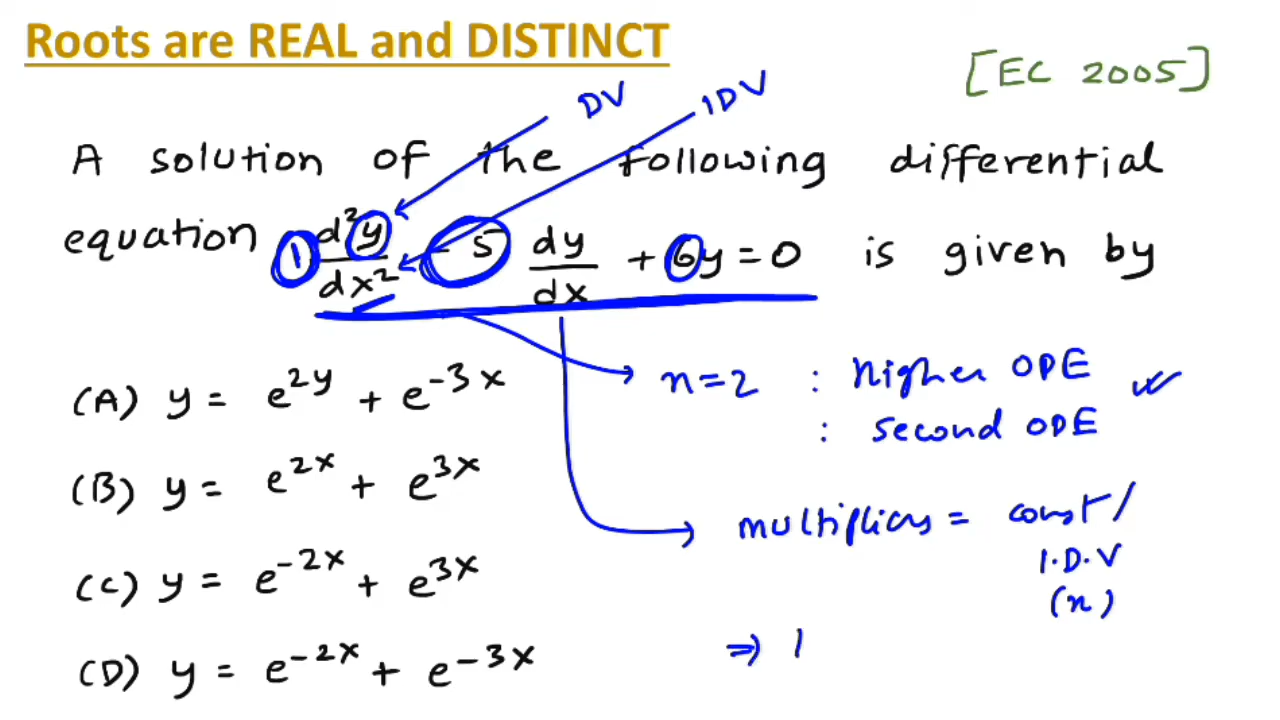 Roots are REAL and DISTINCT
[EC 2005]
DV
IDV
A solution of the following differential
equation 1 d²y/dx² - 5 dy/dx + 6y = 0 is given by
n=2 : higher ODE
: second ODE
(A) y = e^2y + e^-3x
(B) y = e^2x + e^3x
multipliers = const/
I.D.V
(x)
(C) y = e^-2x + e^3x
(D) y = e^-2x + e^-3x
⇒ l